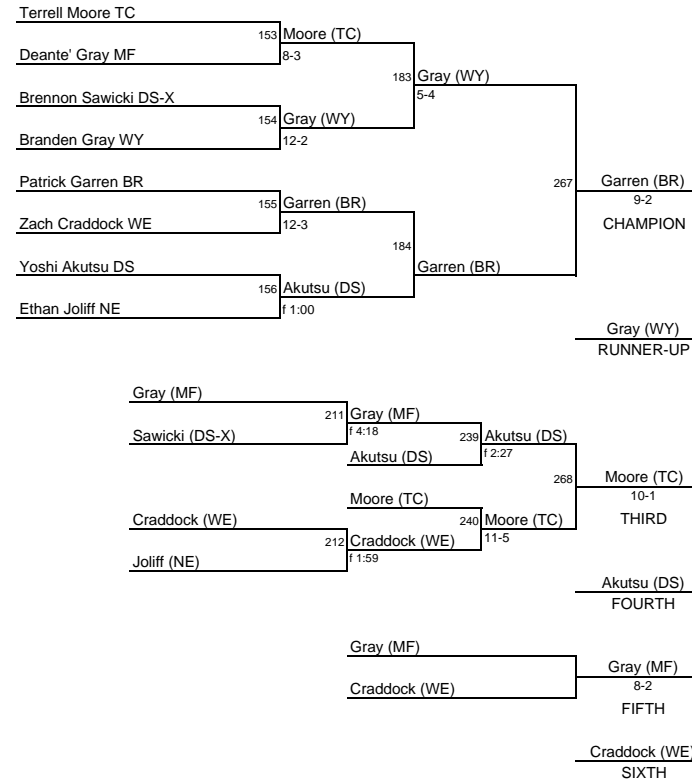 Terrell Moore TC
153 Moore (TC)
Deante' Gray MF
8-3
183 Gray (WY)
5-4
Brennon Sawicki DS-X
154 Gray (WY)
Branden Gray WY
12-2
267 Garren (BR)
9-2
CHAMPION
Patrick Garren BR
155 Garren (BR)
Zach Craddock WE
12-3
184
Garren (BR)
Yoshi Akutsu DS
156 Akutsu (DS)
Ethan Joliff NE
f 1:00
Gray (WY)
RUNNER-UP
Gray (MF)
211 Gray (MF)
Sawicki (DS-X)
f 4:18
239 Akutsu (DS)
Akutsu (DS)
f 2:27
268 Moore (TC)
10-1
THIRD
Moore (TC)
240 Moore (TC)
11-5
Craddock (WE)
212 Craddock (WE)
Joliff (NE)
f 1:59
Akutsu (DS)
FOURTH
Gray (MF)
Gray (MF)
Craddock (WE)
8-2
FIFTH
Craddock (WE)
SIXTH